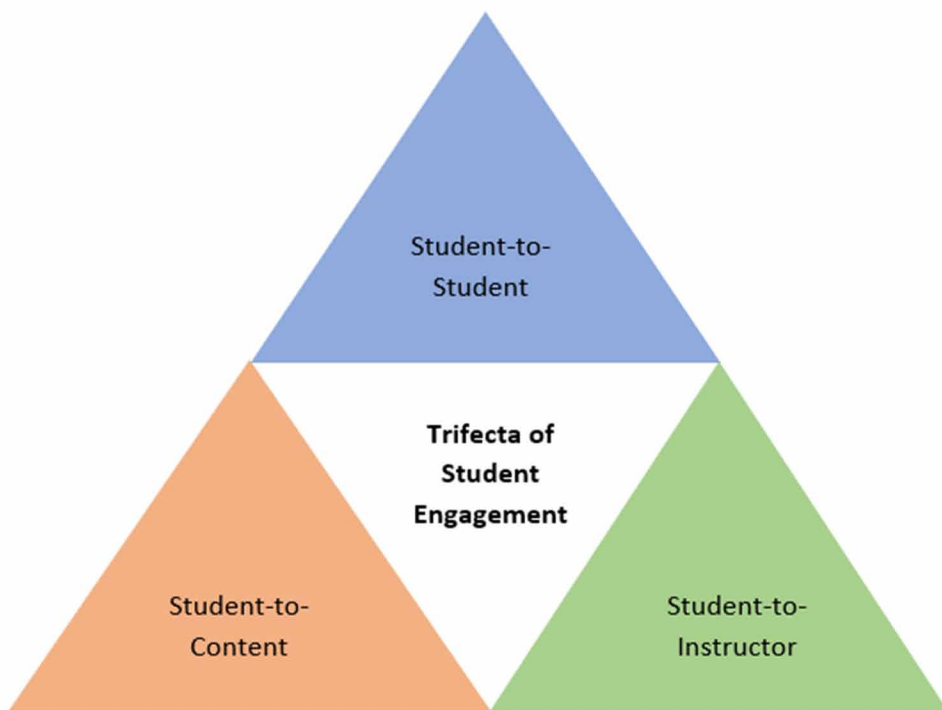 Student-to-
Student
Trifecta of
Student
Engagement
Student-to-
Content
Student-to-
Instructor